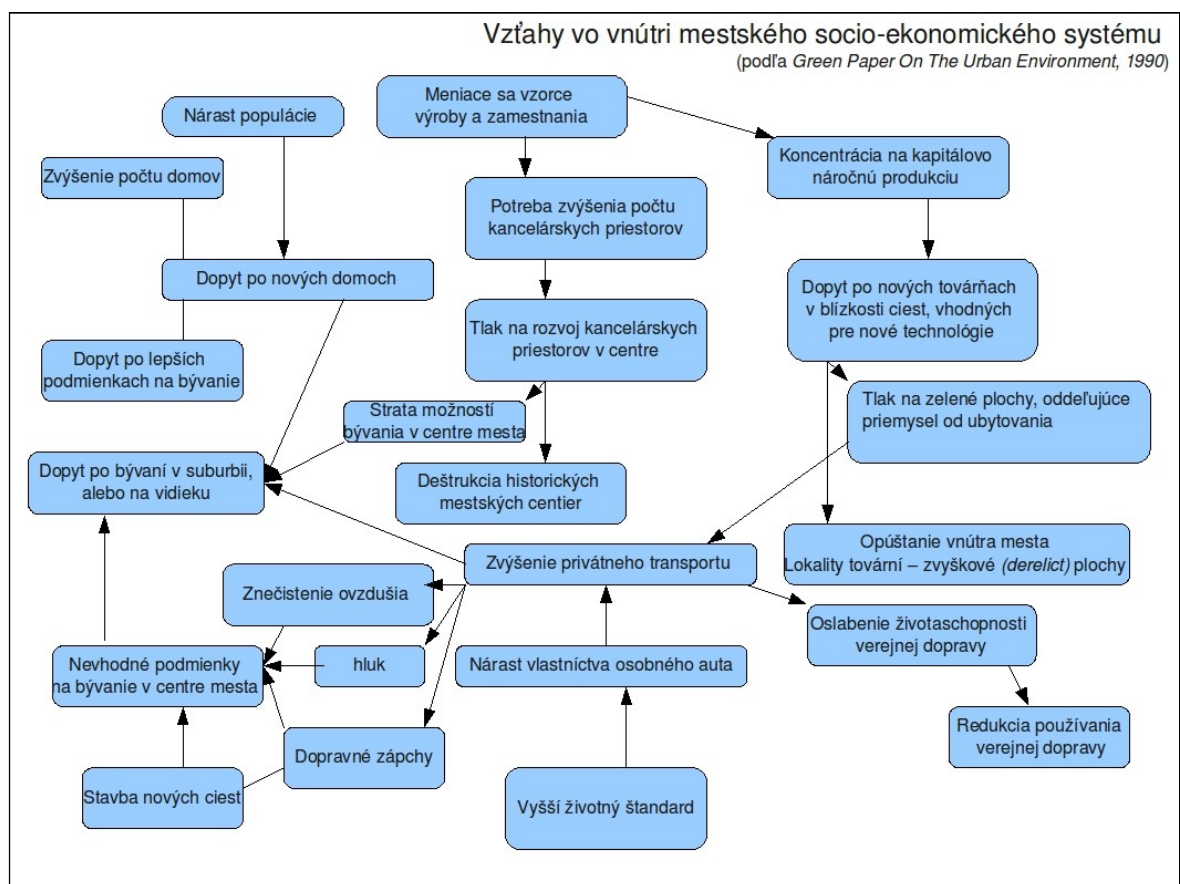 Vzťahy vo vnútri mestského socio-ekonomického systému
(podľa Green Paper On The Urban Environment, 1990)
Meniace sa vzorce
výroby a zamestnania
Nárast populácie
Koncentrácia na kapitálovo
náročnú produkciu
Zvýšenie počtu domov
Potreba zvýšenia počtu
kancelárskych priestorov
Dopyt po nových domoch
Dopyt po nových továrňach
v blízkosti ciest, vhodných
pre nové technológie
Tlak na rozvoj kancelárskych
priestorov v centre
Dopyt po lepších
podmienkach na bývanie
Tlak na zelené plochy, oddeľujúce
priemysel od ubytovania
Strata možností
bývania v centre mesta
Dopyt po bývaní v suburbii,
alebo na vidieku
Deštrukcia historických
mestských centier
Opúštanie vnútra mesta
Lokality tovární – zvyškové (derelict) plochy
Zvýšenie privátneho transportu
Znečistenie ovzdušia
Oslabenie životaschopnosti
verejnej dopravy
Nevhodné podmienky
na bývanie v centre mesta
hluk
Nárast vlastníctva osobného auta
Redukcia používania
verejnej dopravy
Dopravné zápchy
Stavba nových ciest
Vyšší životný štandard